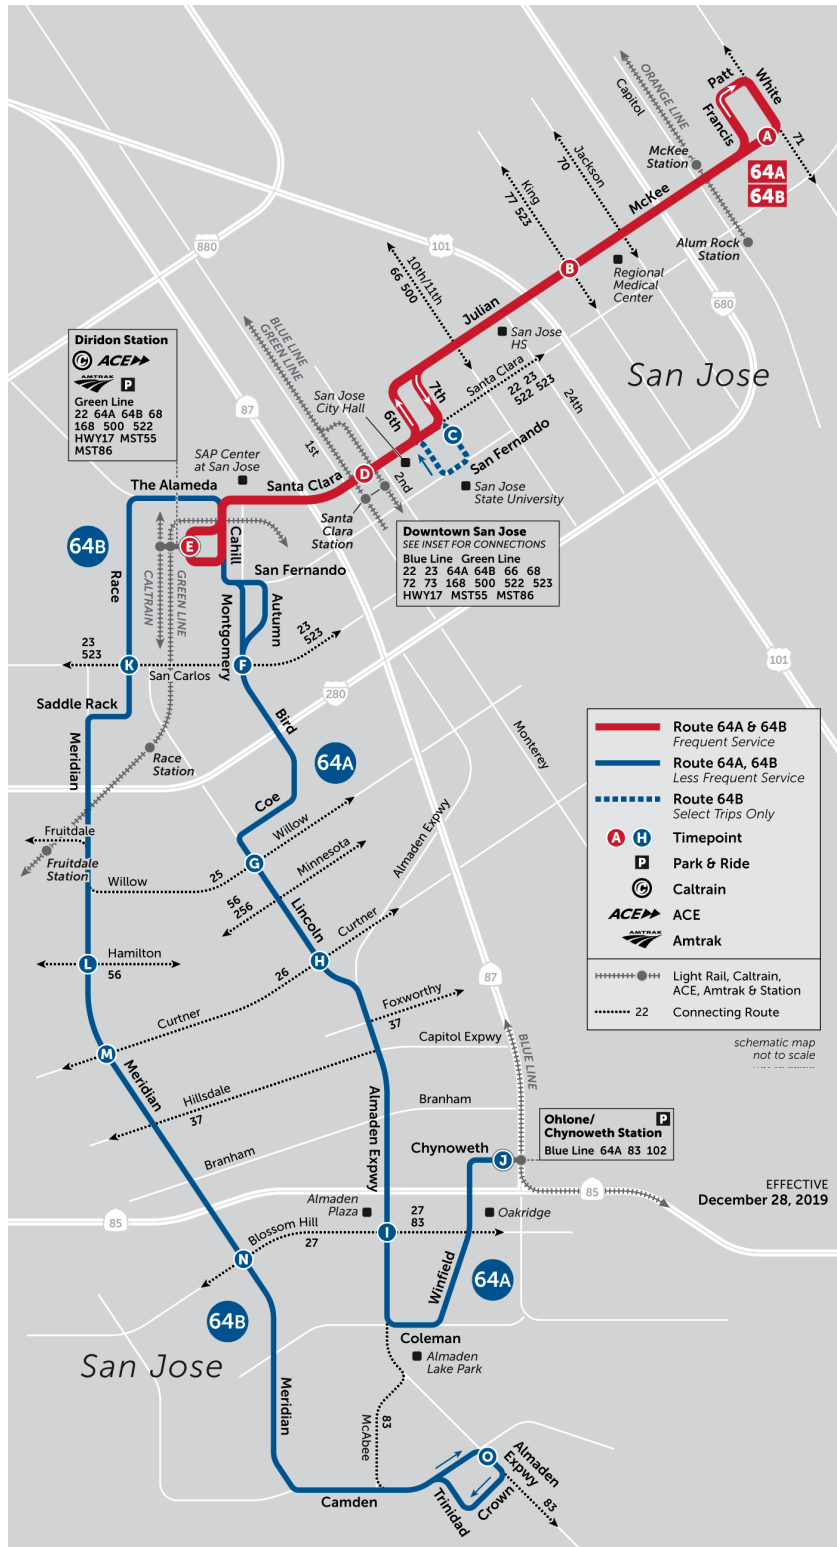 ORANGE LINE
Capitol
Patt
White
Francis
A
71
McKee
Station
64A
64B
McKee
Jackson
70
King
77 523
Alum Rock
Station
880
101
10th/11th
66 500
B
Regional
Medical
Center
680
Julian
San Jose
HS
San Jose
BLUE LINE
GREEN LINE
Diridon Station
C ACE
AMTRAK P
Green Line
22 64A 64B 68
168 500 522
HWY17 MST55
MST86
Santa Clara
22 23
522 523
24th
San Jose
City Hall
7th
6th
87
C
1st
SAP Center
at San Jose
San Fernando
2nd
D
Santa Clara
San Jose
State University
The Alameda
Santa
Clara
Station
Downtown San Jose
SEE INSET FOR CONNECTIONS
Blue Line Green Line
22 23 64A 64B 66 68
72 73 168 500 522 523
HWY17 MST55 MST86
64B
E
Cahill
San Fernando
Race
CALTRAIN
GREEN LINE
Montgomery
Autumn
23
523
23
523
K
San Carlos
F
101
280
Saddle Rack
Bird
Meridian
Race
Station
64A
Monterey
Route 64A & 64B
Frequent Service
Route 64A, 64B
Less Frequent Service
Route 64B
Select Trips Only
A H Timepoint
P Park & Ride
C Caltrain
ACE ACE
AMTRAK Amtrak
Light Rail, Caltrain,
ACE, Amtrak & Station
22 Connecting Route
schematic map
not to scale
Coe
Almaden Expwy
Fruitdale
Willow
Fruitdale
Station
G
Minnesota
Willow
25
56
256
Lincoln
Curtner
Hamilton
L
56
H
26
87
Foxworthy
37
Curtner
M
Capitol Expwy
BLUE LINE
Meridian
Hillsdale
37
Almaden Expwy
Branham
Ohlone/
Chynoweth Station
P
Blue Line 64A 83 102
Chynoweth
J
Branham
EFFECTIVE
December 28, 2019
85
Almaden
Plaza
27
83
Oakridge
85
Blossom Hill
27
I
N
Winfield
64A
64B
Coleman
San Jose
Almaden
Lake Park
Meridian
83
McAbee
O
Almaden
Expwy
Camden
Trinidad
Crown
83